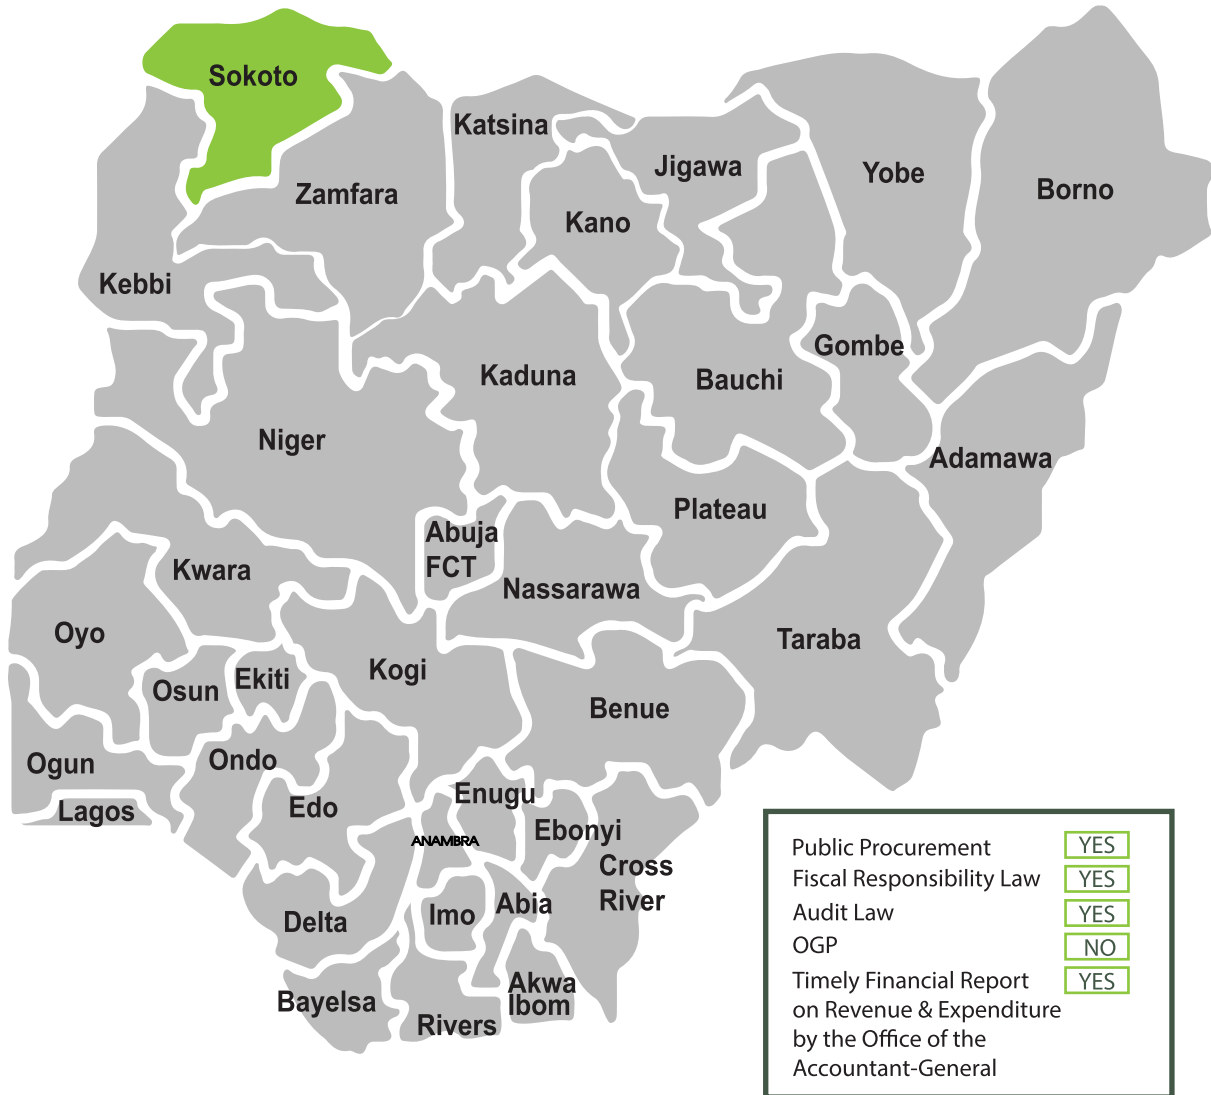 Sokoto
Katsina
Jigawa
Yobe
Borno
Zamfara
Kano
Kebbi
Gombe
Kaduna
Bauchi
Niger
Adamawa
Plateau
Abuja
FCT
Kwara
Nassarawa
Oyo
Taraba
Kogi
Ekiti
Osun
Benue
Ogun
Ondo
Lagos
Edo
Enugu
Ebonyi
ANAMBRA
Cross
River
Imo
Abia
Delta
Akwa
Ibom
Bayelsa
Rivers
Public Procurement YES
Fiscal Responsibility Law YES
Audit Law YES
OGP NO
Timely Financial Report YES
on Revenue & Expenditure
by the Office of the
Accountant-General